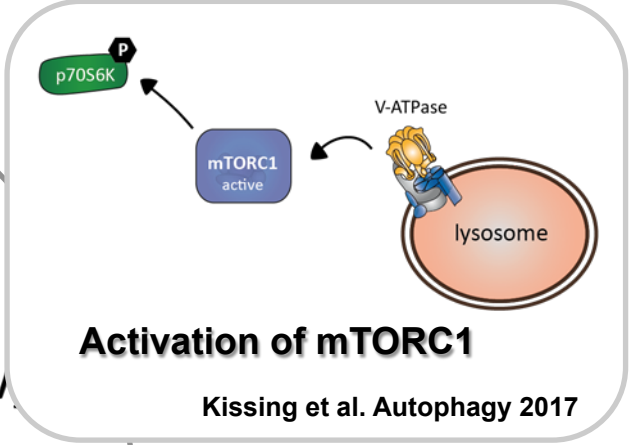 P
p70S6K
V-ATPase
mTORC1
active
lysosome
Activation of mTORC1
Kissing et al. Autophagy 2017